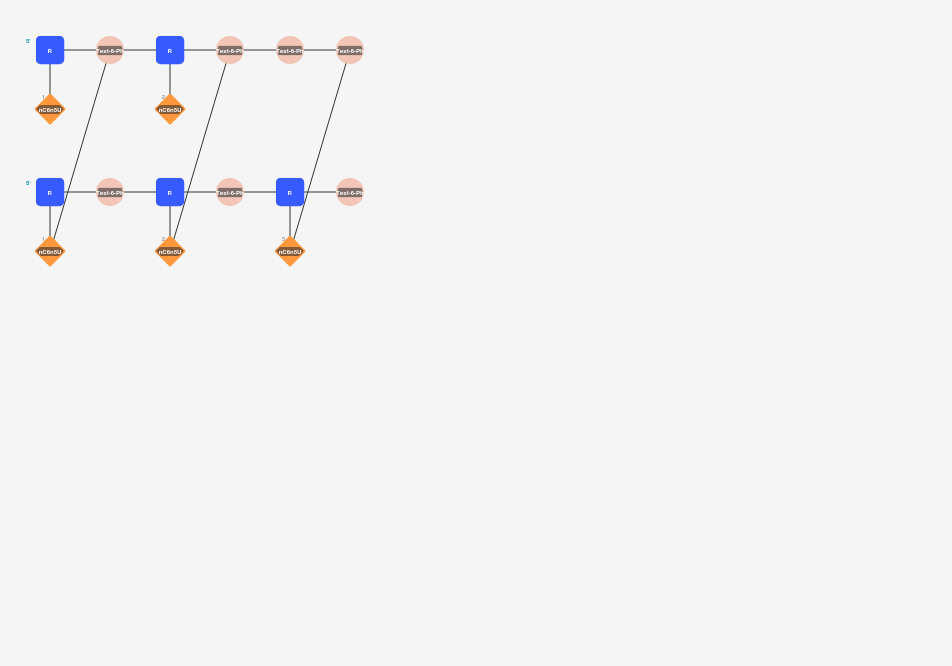 5'
R Test-6-Ph R Test-6-Ph Test-6-Ph Test-6-Ph
1 2
nC6n5U nC6n5U
5'
R Test-6-Ph R Test-6-Ph R Test-6-Ph
1 2 3
nC6n5U nC6n5U nC6n5U